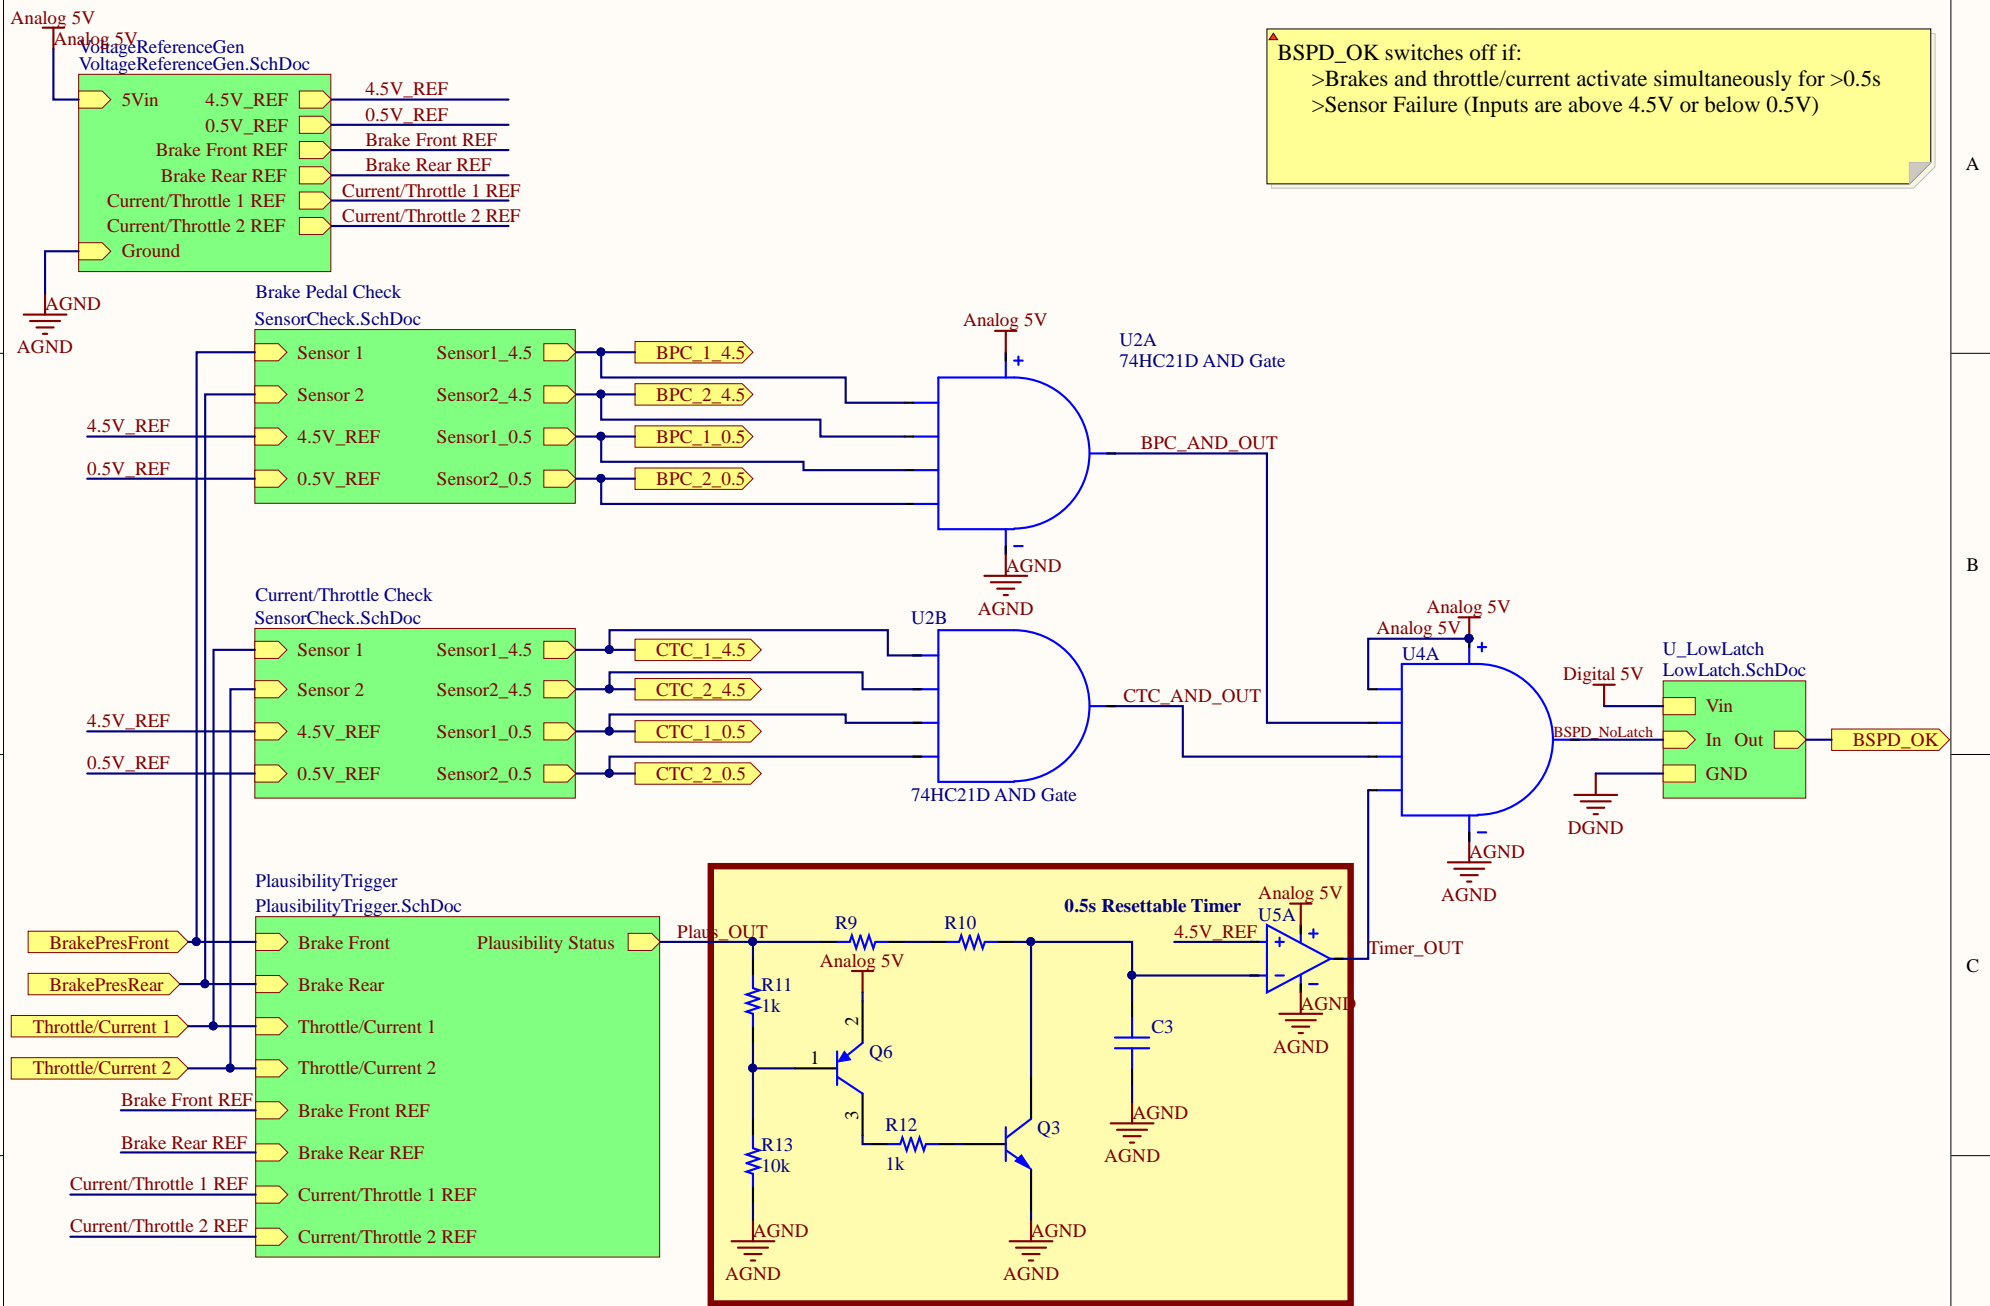 Analog 5V
Analog 5V
VoltageReferenceGen
VoltageReferenceGen.SchDoc
5Vin
4.5V_REF
0.5V_REF
Brake Front REF
Brake Rear REF
Current/Throttle 1 REF
Current/Throttle 2 REF
Ground
4.5V_REF
0.5V_REF
Brake Front REF
Brake Rear REF
Current/Throttle 1 REF
Current/Throttle 2 REF
AGND
AGND
BSPD_OK switches off if:
>Brakes and throttle/current activate simultaneously for >0.5s
>Sensor Failure (Inputs are above 4.5V or below 0.5V)
A
B
C
Brake Pedal Check
SensorCheck.SchDoc
Sensor 1
Sensor 2
4.5V_REF
0.5V_REF
4.5V_REF
0.5V_REF
Sensor1_4.5
Sensor2_4.5
Sensor1_0.5
Sensor2_0.5
BPC_1_4.5
BPC_2_4.5
BPC_1_0.5
BPC_2_0.5
Analog 5V
+
U2A
74HC21D AND Gate
BPC_AND_OUT
−
AGND
AGND
Current/Throttle Check
SensorCheck.SchDoc
Sensor 1
Sensor 2
4.5V_REF
0.5V_REF
4.5V_REF
0.5V_REF
Sensor1_4.5
Sensor2_4.5
Sensor1_0.5
Sensor2_0.5
CTC_1_4.5
CTC_2_4.5
CTC_1_0.5
CTC_2_0.5
U2B
74HC21D AND Gate
CTC_AND_OUT
Analog 5V
Analog 5V
+
U4A
−
AGND
AGND
BSPD_NoLatch
Digital 5V
U_LowLatch
LowLatch.SchDoc
Vin
In Out
GND
DGND
BSPD_OK
PlausibilityTrigger
PlausibilityTrigger.SchDoc
BrakePresFront
BrakePresRear
Throttle/Current 1
Throttle/Current 2
Brake Front REF
Brake Rear REF
Current/Throttle 1 REF
Current/Throttle 2 REF
Brake Front
Brake Rear
Throttle/Current 1
Throttle/Current 2
Brake Front REF
Brake Rear REF
Current/Throttle 1 REF
Current/Throttle 2 REF
Plausibility Status
Plaus_OUT
0.5s Resettable Timer
R9
R10
Analog 5V
R11
1k
2
1
Q6
3
R12
1k
R13
10k
AGND
AGND
Q3
AGND
AGND
C3
AGND
AGND
4.5V_REF
Analog 5V
U5A
+
+
−
−
AGND
AGND
Timer_OUT